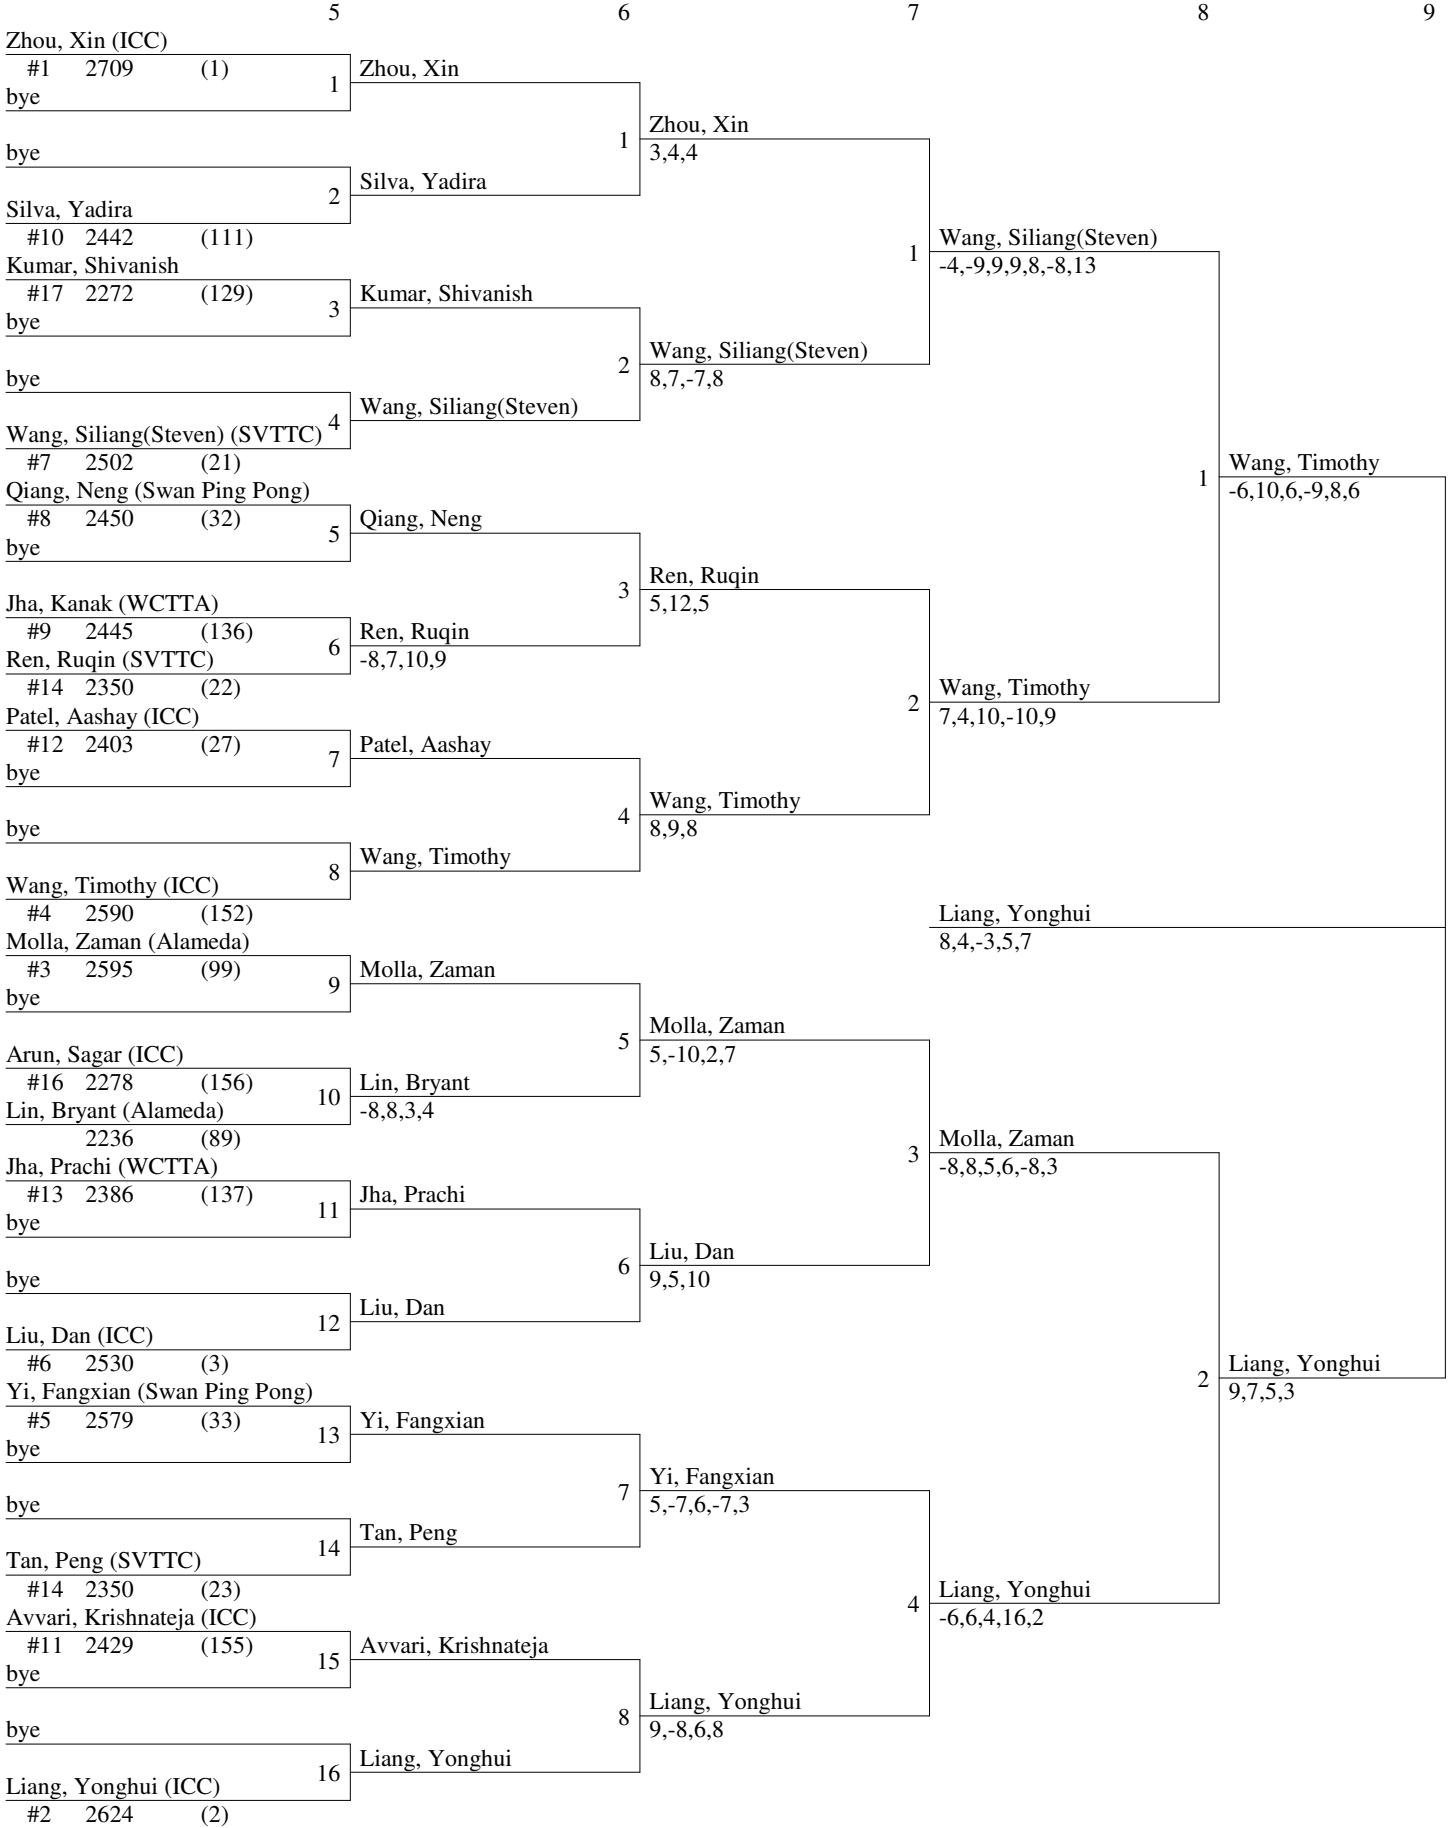 5 6 7 8 9
Zhou, Xin (ICC)
#1 2709 (1) 1 Zhou, Xin
bye
1 Zhou, Xin
3,4,4
bye
2 Silva, Yadira
Silva, Yadira
#10 2442 (111)
1 Wang, Siliang(Steven)
-4,-9,9,9,8,-8,13
Kumar, Shivanish
#17 2272 (129) 3 Kumar, Shivanish
bye
2 Wang, Siliang(Steven)
8,7,-7,8
bye
4 Wang, Siliang(Steven)
Wang, Siliang(Steven) (SVTTC)
#7 2502 (21)
1 Wang, Timothy
-6,10,6,-9,8,6
Qiang, Neng (Swan Ping Pong)
#8 2450 (32) 5 Qiang, Neng
bye
3 Ren, Ruqin
5,12,5
Jha, Kanak (WCTTA)
#9 2445 (136) 6 Ren, Ruqin
-8,7,10,9
Ren, Ruqin (SVTTC)
#14 2350 (22)
2 Wang, Timothy
7,4,10,-10,9
Patel, Aashay (ICC)
#12 2403 (27) 7 Patel, Aashay
bye
4 Wang, Timothy
8,9,8
bye
8 Wang, Timothy
Wang, Timothy (ICC)
#4 2590 (152)
Liang, Yonghui
8,4,-3,5,7
Molla, Zaman (Alameda)
#3 2595 (99) 9 Molla, Zaman
bye
5 Molla, Zaman
5,-10,2,7
Arun, Sagar (ICC)
#16 2278 (156) 10 Lin, Bryant
-8,8,3,4
Lin, Bryant (Alameda)
2236 (89)
3 Molla, Zaman
-8,8,5,6,-8,3
Jha, Prachi (WCTTA)
#13 2386 (137) 11 Jha, Prachi
bye
6 Liu, Dan
9,5,10
bye
12 Liu, Dan
Liu, Dan (ICC)
#6 2530 (3)
2 Liang, Yonghui
9,7,5,3
Yi, Fangxian (Swan Ping Pong)
#5 2579 (33) 13 Yi, Fangxian
bye
7 Yi, Fangxian
5,-7,6,-7,3
bye
14 Tan, Peng
Tan, Peng (SVTTC)
#14 2350 (23)
4 Liang, Yonghui
-6,6,4,16,2
Avvari, Krishnateja (ICC)
#11 2429 (155) 15 Avvari, Krishnateja
bye
8 Liang, Yonghui
9,-8,6,8
bye
16 Liang, Yonghui
Liang, Yonghui (ICC)
#2 2624 (2)